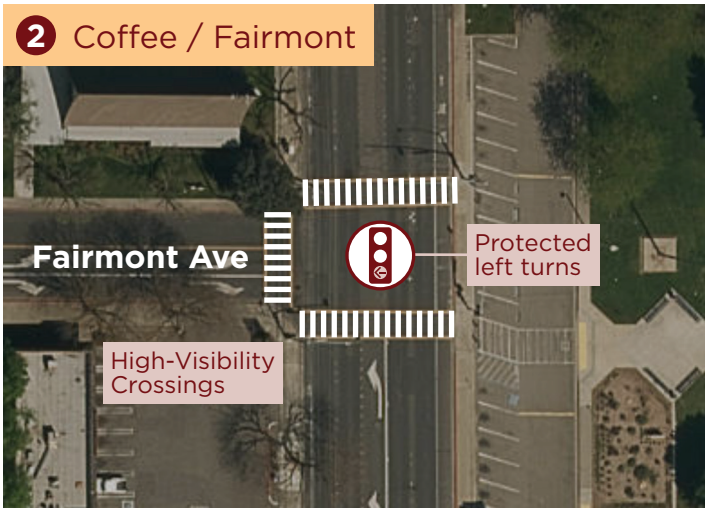 2 Coffee / Fairmont
Fairmont Ave
Protected
left turns
High-Visibility
Crossings